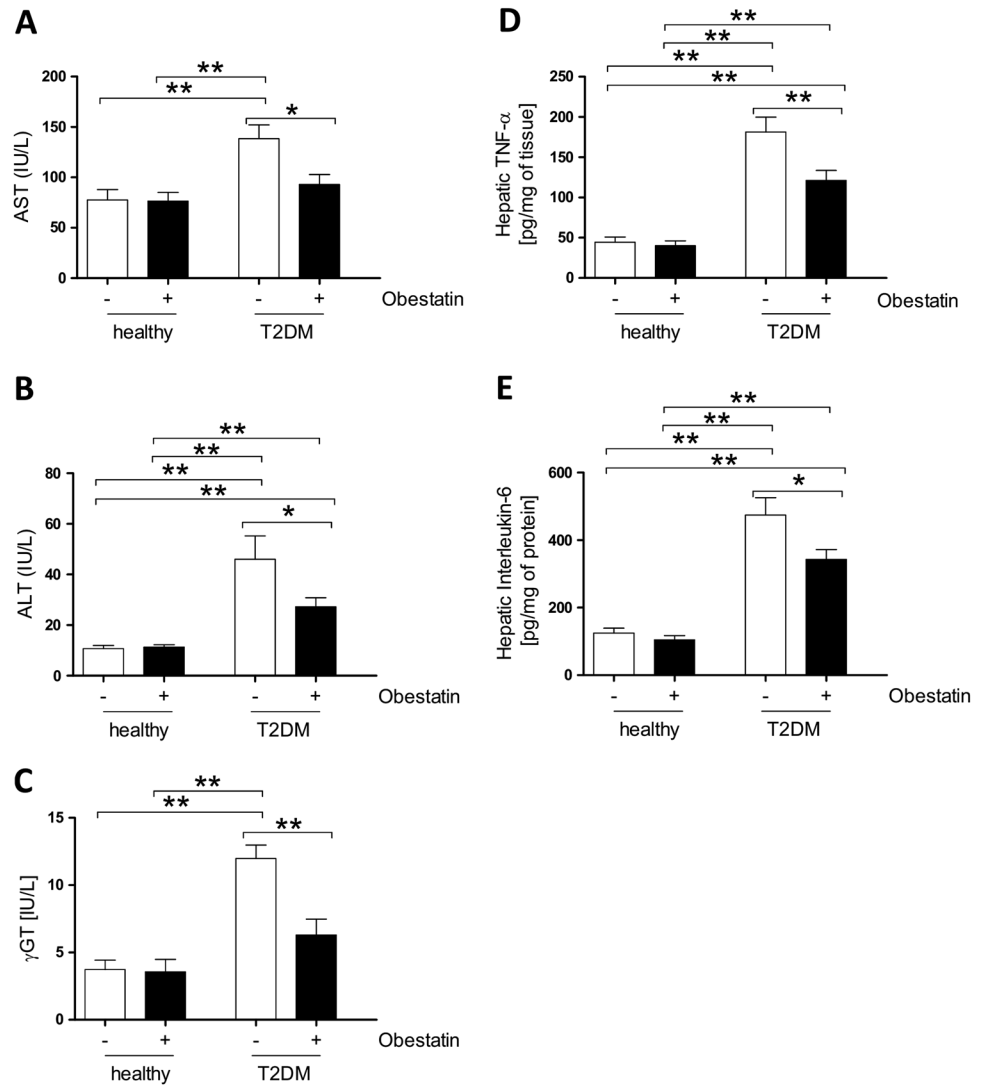 A
** 
**
*
200
150
100
50
0
AST (IU/L)
- + - + Obestatin
healthy T2DM
B
**
**
**
**
*
80
60
40
20
0
ALT (IU/L)
- + - + Obestatin
healthy T2DM
C
**
**
**
15
10
5
0
γGT [IU/L]
- + - + Obestatin
healthy T2DM
D
**
**
**
**
**
250
200
150
100
50
0
Hepatic TNF-α
[pg/mg of tissue]
- + - + Obestatin
healthy T2DM
E
**
**
**
**
*
600
400
200
0
Hepatic Interleukin-6
[pg/mg of protein]
- + - + Obestatin
healthy T2DM